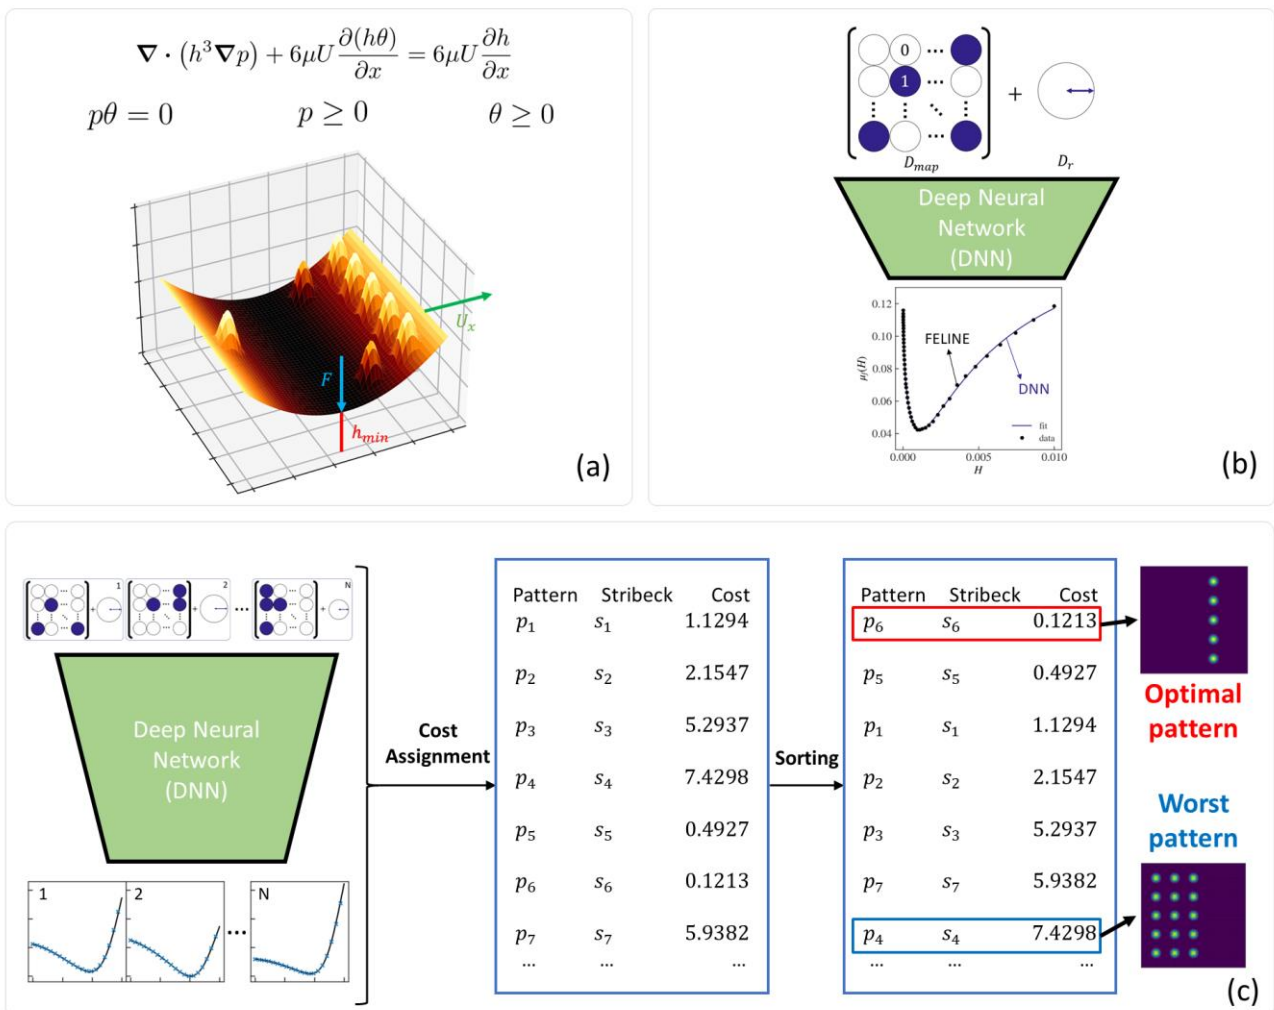 ∇ · (h³∇p) + 6μU ∂(hθ)/∂x = 6μU ∂h/∂x
pθ = 0 p ≥ 0 θ ≥ 0
U_x
F
h_min
(a)
0 ⋯
1 ⋯
+
D_map D_r
Deep Neural
Network
(DNN)
0.12
0.10
0.08
0.06
0.04
μ_f(H)
FELINE
DNN
fit
data
0.000 0.005 0.010
H
(b)
1 2 ⋯ N
Deep Neural
Network
(DNN)
1 2 ⋯ N
Cost
Assignment
Pattern Stribeck Cost
p₁ s₁ 1.1294
p₂ s₂ 2.1547
p₃ s₃ 5.2937
p₄ s₄ 7.4298
p₅ s₅ 0.4927
p₆ s₆ 0.1213
p₇ s₇ 5.9382
... ... ...
Sorting
Pattern Stribeck Cost
p₆ s₆ 0.1213
p₅ s₅ 0.4927
p₁ s₁ 1.1294
p₂ s₂ 2.1547
p₃ s₃ 5.2937
p₇ s₇ 5.9382
p₄ s₄ 7.4298
... ... ...
Optimal
pattern
Worst
pattern
(c)